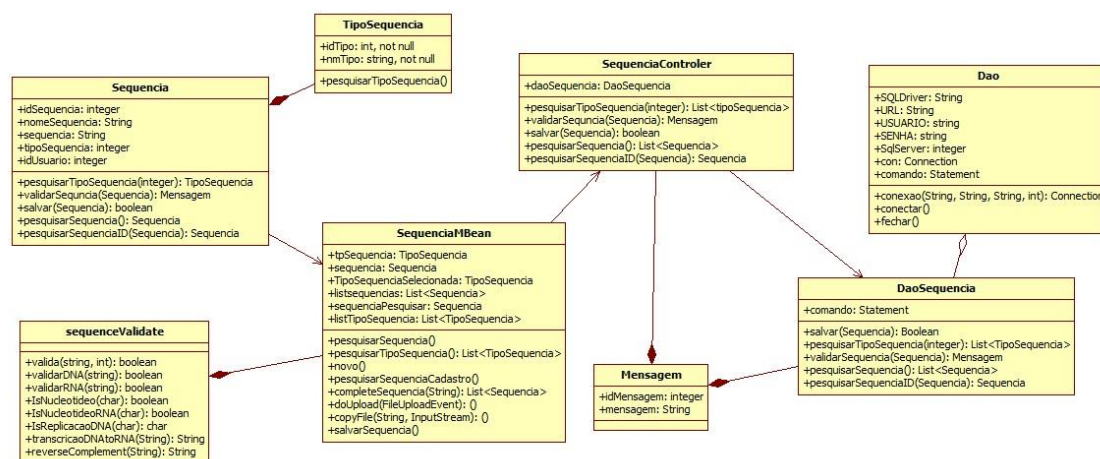 TipoSequencia
+idTipo: int, not null
+nmTipo: string, not null
+pesquisarTipoSequencia()
Sequencia
+idSequencia: integer
+nomeSequencia: String
+sequencia: String
+tipoSequencia: integer
+idUsuario: integer
+pesquisarTipoSequencia(integer): TipoSequencia
+validarSequncia(Sequencia): Mensagem
+salvar(Sequencia): boolean
+pesquisarSequencia(): Sequencia
+pesquisarSequenciaID(Sequencia): Sequencia
SequenciaControler
+daoSequencia: DaoSequencia
+pesquisarTipoSequencia(integer): List<tipoSequencia>
+validarSequncia(Sequencia): Mensagem
+salvar(Sequencia): boolean
+pesquisarSequencia(): List<Sequencia>
+pesquisarSequenciaID(Sequencia): Sequencia
Dao
+SQLDriver: String
+URL: String
+USUARIO: string
+SENHA: string
+SqlServer: integer
+con: Connection
+comando: Statement
+conexao(String, String, String, int): Connection
+conectar()
+fechar()
SequenciaMBean
+tpSequencia: TipoSequencia
+sequencia: Sequencia
+TipoSequenciaSelecionada: TipoSequencia
+listsequencias: List<Sequencia>
+sequenciaPesquisar: Sequencia
+listTipoSequencia: List<TipoSequencia>
+pesquisarSequencia()
+pesquisarTipoSequencia(): List<TipoSequencia>
+novo()
+pesquisarSequenciaCadastro()
+completeSequencia(String): List<Sequencia>
+doUpload(FileUploadEvent): ()
+copyFile(String, InputStream): ()
+salvarSequencia()
sequenceValidate
+valida(string, int): boolean
+validarDNA(string): boolean
+validarRNA(string): boolean
+IsNucleotideo(char): boolean
+IsNucleotideoRNA(char): boolean
+IsReplicacaoDNA(char): char
+transcricaoDNAtoRNA(String): String
+reverseComplement(String): String
Mensagem
+idMensagem: integer
+mensagem: String
DaoSequencia
+comando: Statement
+salvar(Sequencia): Boolean
+pesquisarTipoSequencia(integer): List<TipoSequencia>
+validarSequencia(Sequencia): Mensagem
+pesquisarSequencia(): List<Sequencia>
+pesquisarSequenciaID(Sequencia): Sequencia